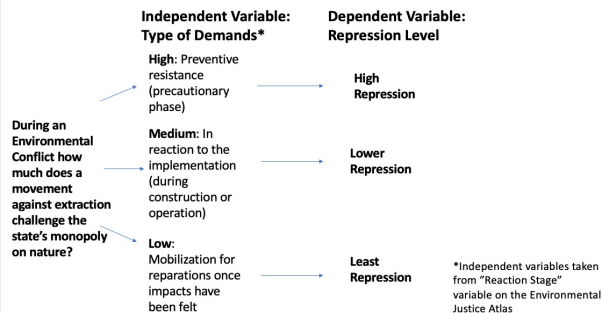 Independent Variable:
Type of Demands*
Dependent Variable:
Repression Level
During an
Environmental
Conflict how
much does a
movement
against extraction
challenge the
state's monopoly
on nature?
High: Preventive
resistance
(precautionary
phase)
High
Repression
Medium: In
reaction to the
implementation
(during
construction or
operation)
Lower
Repression
Low:
Mobilization for
reparations once
impacts have
been felt
Least
Repression
*Independent variables taken
from "Reaction Stage"
variable on the Environmental
Justice Atlas